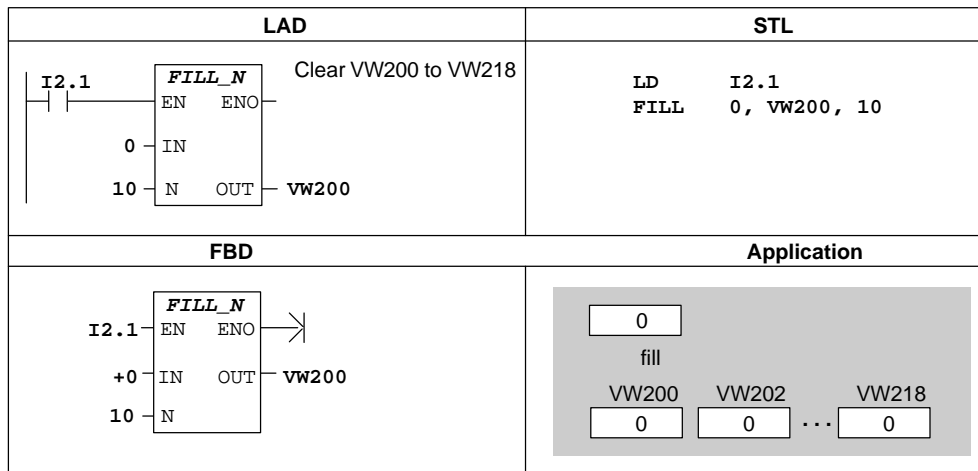 LAD
I2.1
FILL_N
Clear VW200 to VW218
EN ENO
0 IN
10 N OUT VW200
STL
LD I2.1
FILL 0, VW200, 10
FBD
FILL_N
I2.1 EN ENO
+0 IN OUT VW200
10 N
Application
0
fill
VW200 VW202 VW218
0 0 ... 0